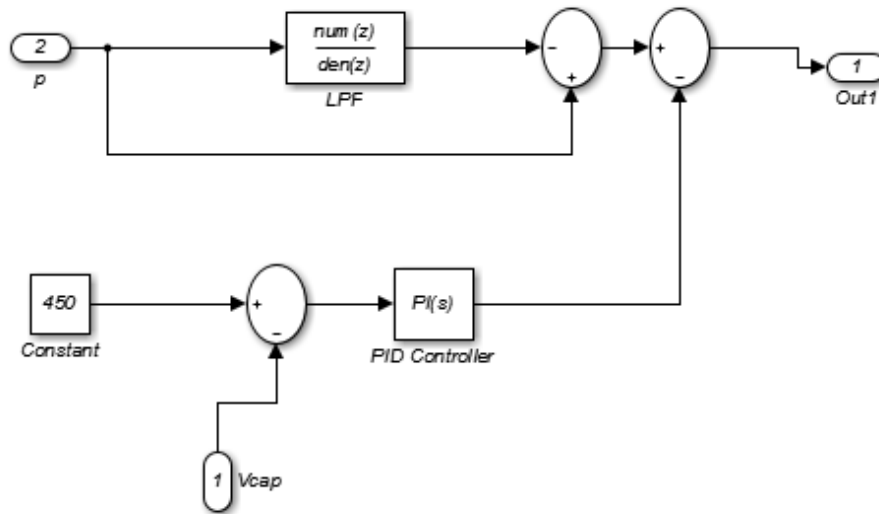 2
p
num(z)
den(z)
LPF
−
+
+
−
1
Out1
450
Constant
+
−
PI(s)
PID Controller
1
Vcap